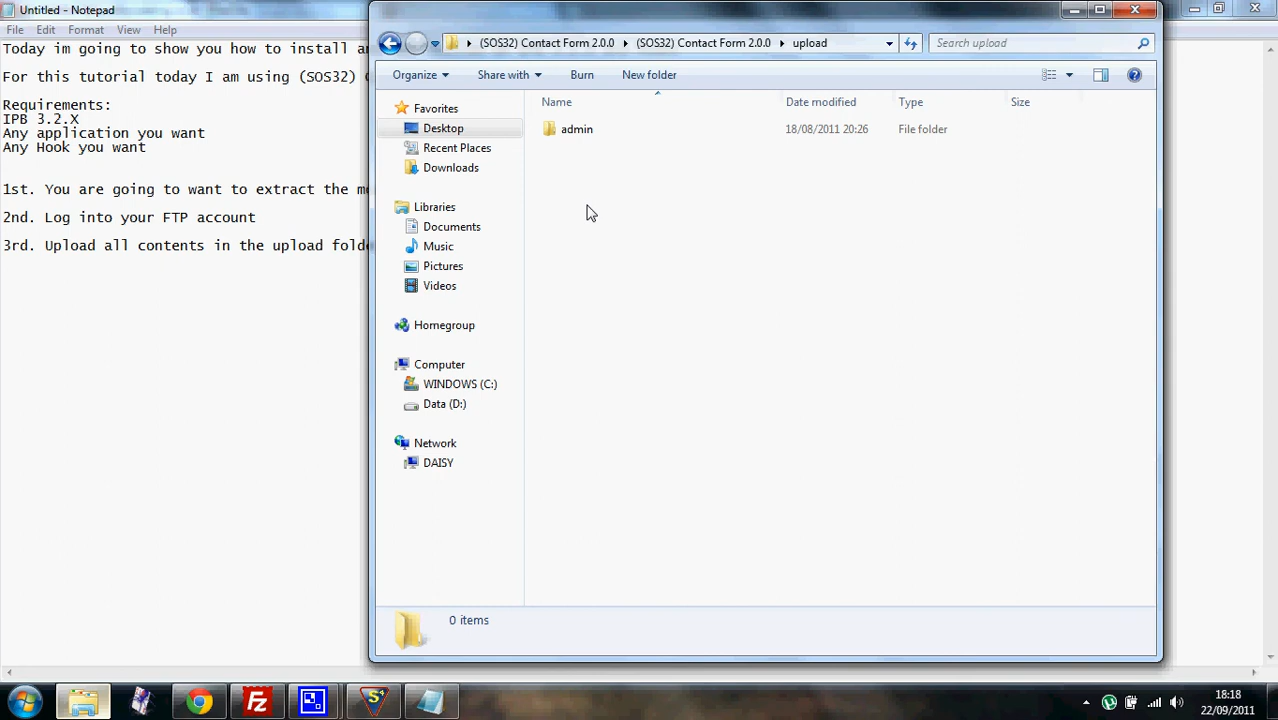 Untitled - Notepad
File Edit Format View Help
Today im going to show you how to install an
For this tutorial today I am using (SOS32)
Requirements:
IPB 3.2.X
Any application you want
Any Hook you want
1st. You are going to want to extract the
2nd. Log into your FTP account
3rd. Upload all contents in the upload
(SOS32) Contact Form 2.0.0 (SOS32) Contact Form 2.0.0 upload
Search upload
Organize Share with Burn New folder
Favorites
Desktop
Recent Places
Downloads
Libraries
Documents
Music
Pictures
Videos
Homegroup
Computer
WINDOWS (C:)
Data (D:)
Network
DAISY
Name Date modified Type Size
admin 18/08/2011 20:26 File folder
0 items
18:18
22/09/2011